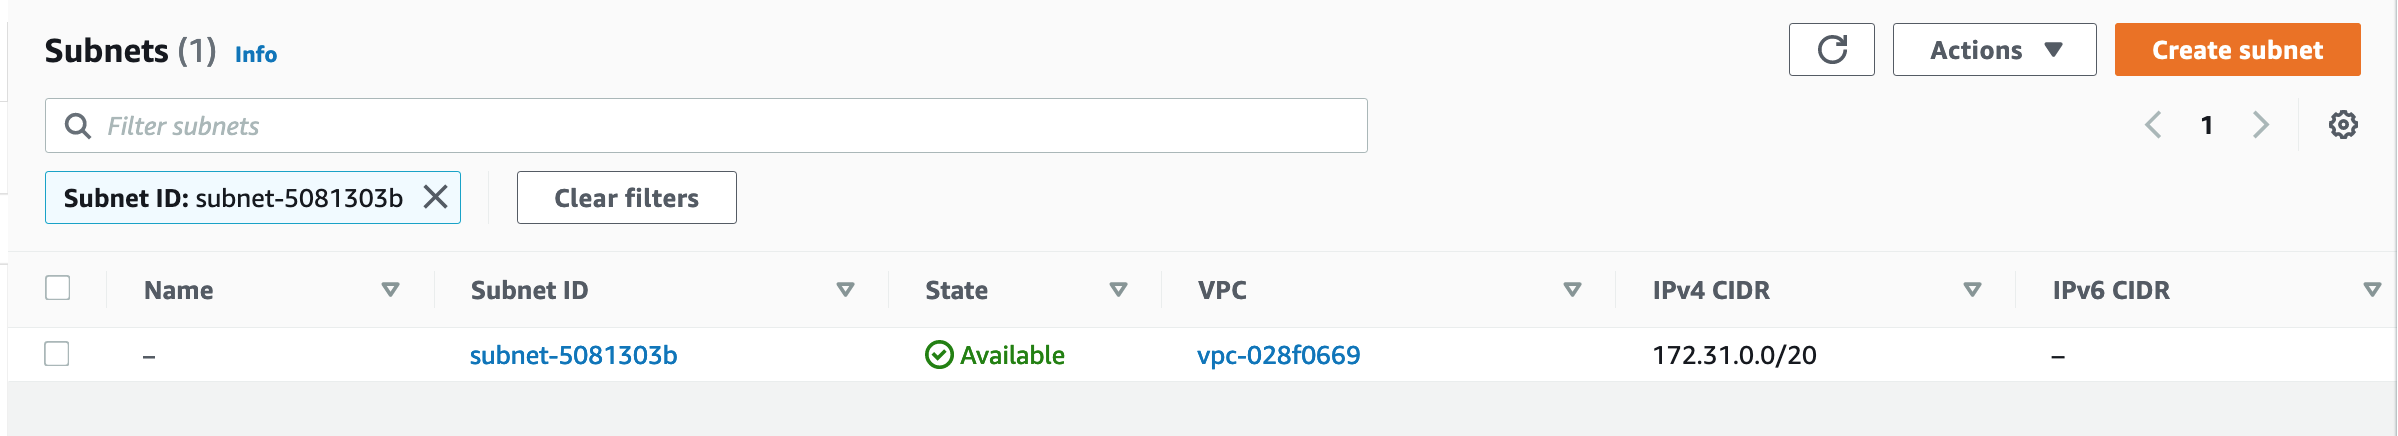 Subnets (1) Info
Actions
Create subnet
Filter subnets
1
Subnet ID: subnet-5081303b
Clear filters
Name Subnet ID State VPC IPv4 CIDR IPv6 CIDR
– subnet-5081303b Available vpc-028f0669 172.31.0.0/20 –